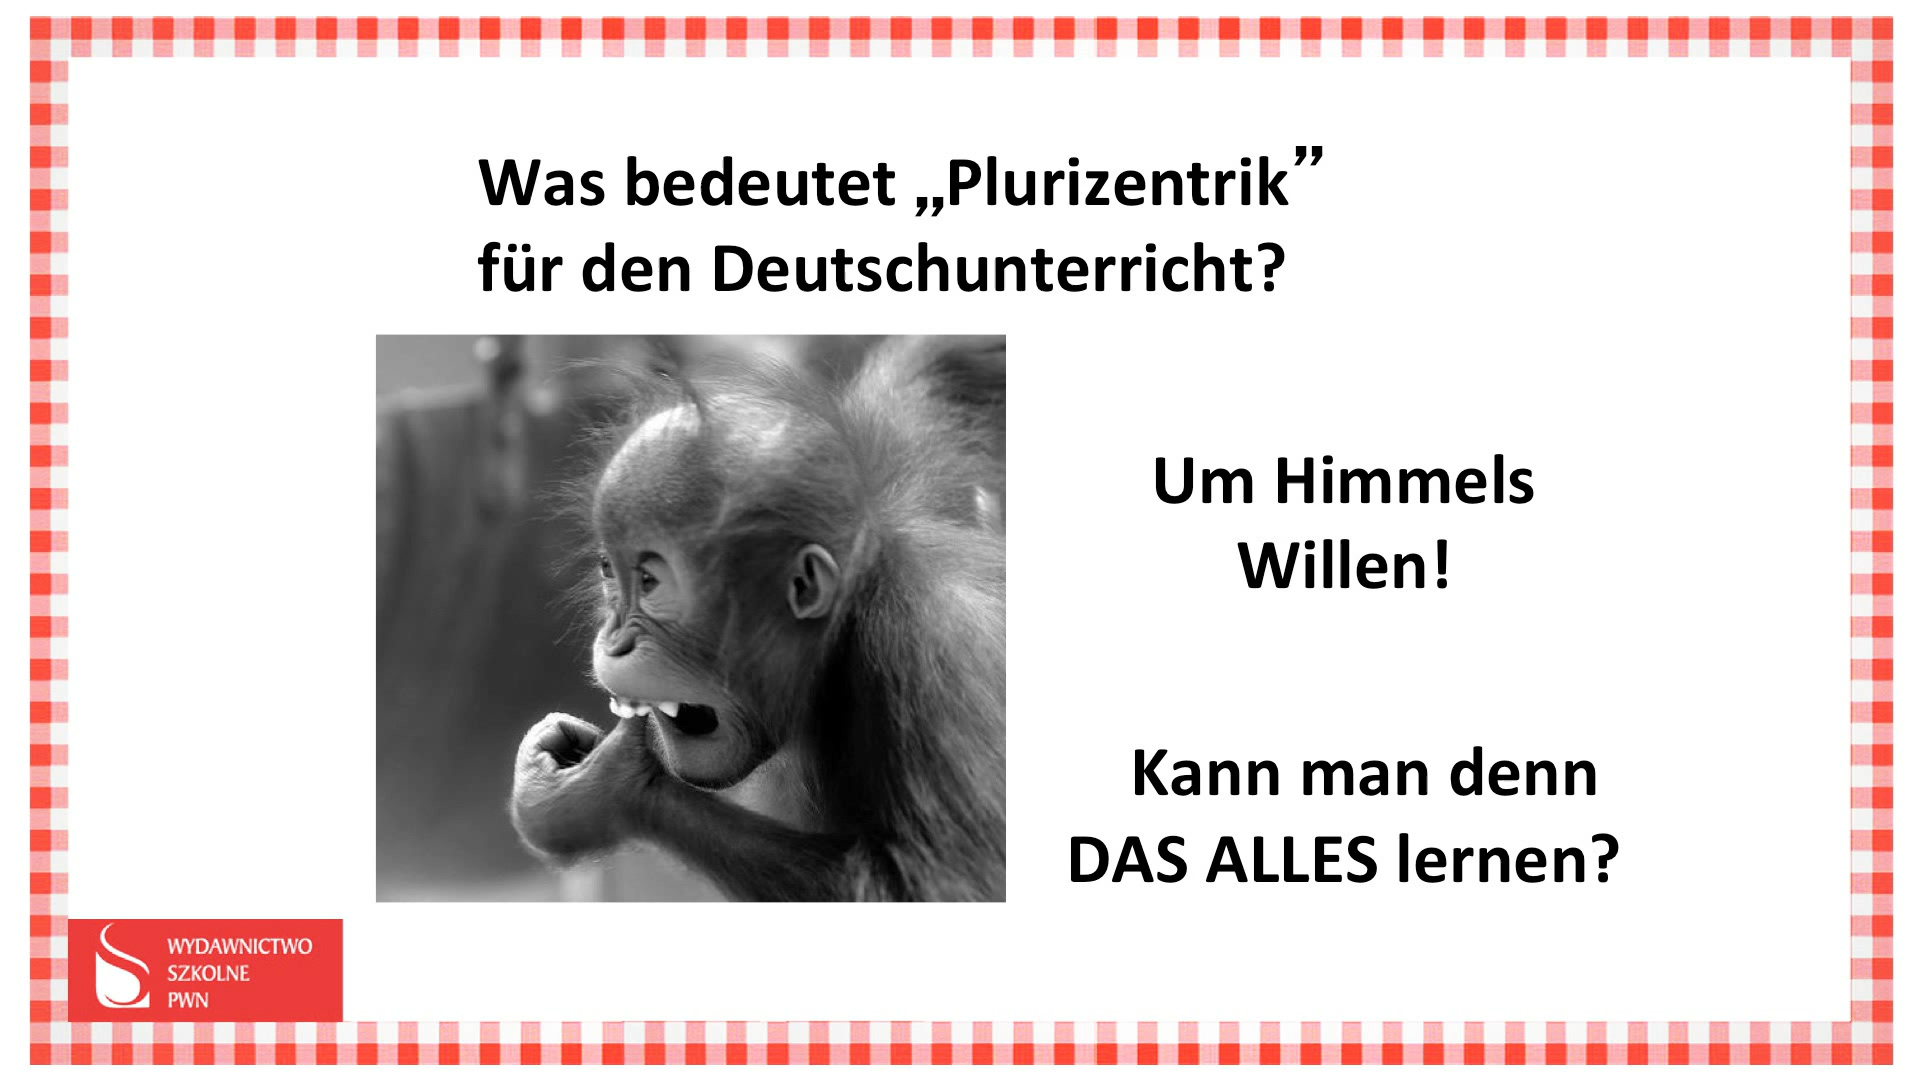 Was bedeutet „Plurizentrik”
für den Deutschunterricht?
Um Himmels
Willen!
Kann man denn
DAS ALLES lernen?
WYDAWNICTWO
SZKOLNE
PWN